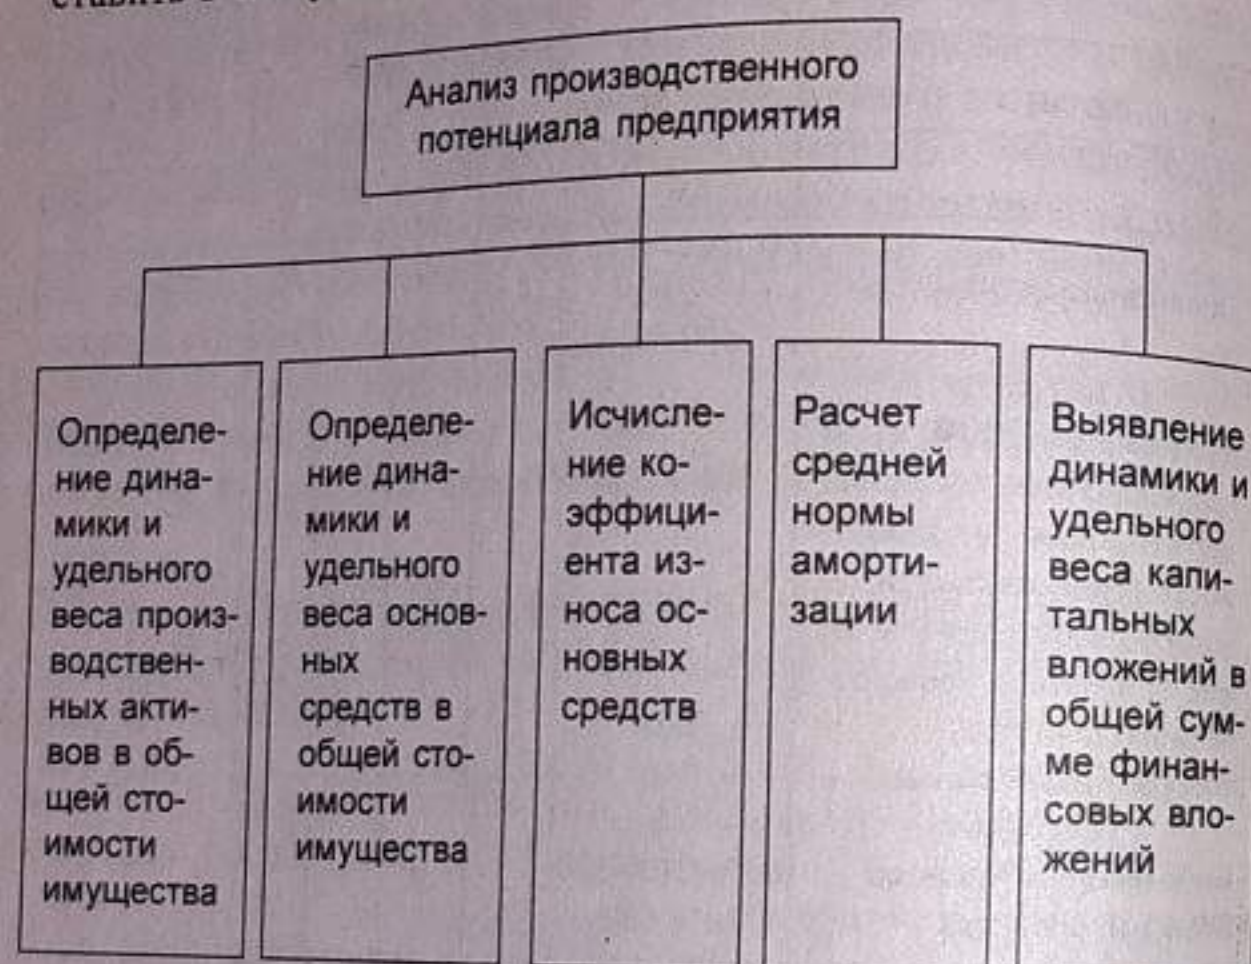 Анализ производственного
потенциала предприятия
Определе-
ние дина-
мики и
удельного
веса произ-
водствен-
ных акти-
вов в об-
щей сто-
имости
имущества
Определе-
ние дина-
мики и
удельного
веса основ-
ных
средств в
общей сто-
имости
имущества
Исчисле-
ние ко-
эффици-
ента из-
носа ос-
новных
средств
Расчет
средней
нормы
аморти-
зации
Выявление
динамики и
удельного
веса капи-
тальных
вложений в
общей сум-
ме финан-
совых вло-
жений